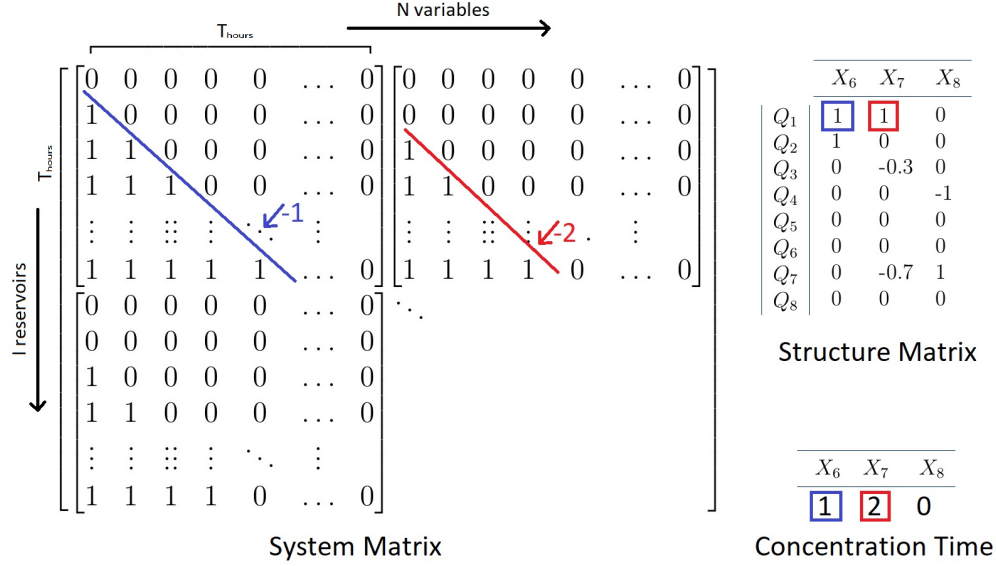 N variables
T hours
0 0 0 0 0 … 0 0 0 0 0 0 … 0
1 0 0 0 0 … 0 0 0 0 0 0 … 0
1 1 0 0 0 … 0 1 0 0 0 0 … 0
1 1 1 0 0 … 0 1 1 0 0 0 … 0
⋮ ⋮ ⋮⋮ ⋮ ⋱ ⋮ ⋮ ⋮ ⋮⋮ ⋮ ⋱ ⋮
1 1 1 1 1 … 0 1 1 1 1 0 … 0
-1
-2
0 0 0 0 0 … 0 ⋱
0 0 0 0 0 … 0
1 0 0 0 0 … 0
1 1 0 0 0 … 0
⋮ ⋮ ⋮⋮ ⋮ ⋱ ⋮
1 1 1 1 0 … 0
T hours
I reservoirs
System Matrix
X6 X7 X8
Q1 1 1 0
Q2 1 0 0
Q3 0 -0.3 0
Q4 0 0 -1
Q5 0 0 0
Q6 0 0 0
Q7 0 -0.7 1
Q8 0 0 0
Structure Matrix
X6 X7 X8
1 2 0
Concentration Time